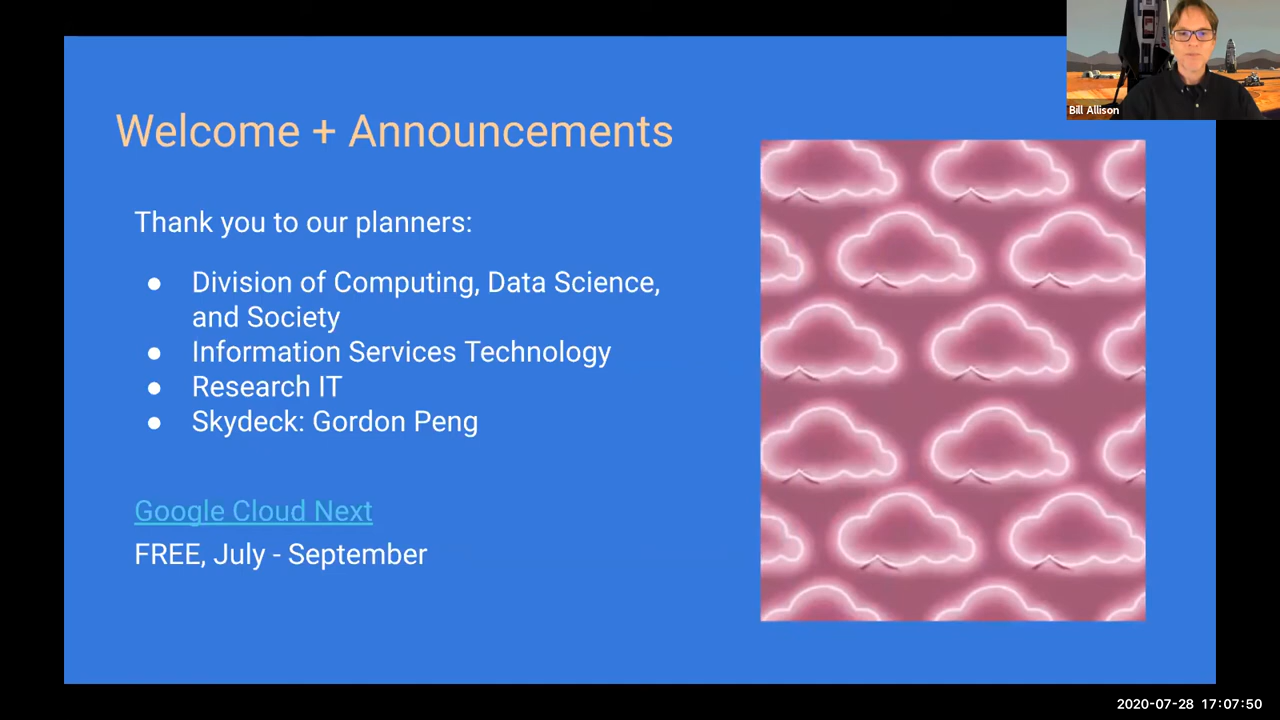 Bill Allison
Welcome + Announcements
Thank you to our planners:
● Division of Computing, Data Science,
and Society
● Information Services Technology
● Research IT
● Skydeck: Gordon Peng
Google Cloud Next
FREE, July - September
2020-07-28 17:07:50